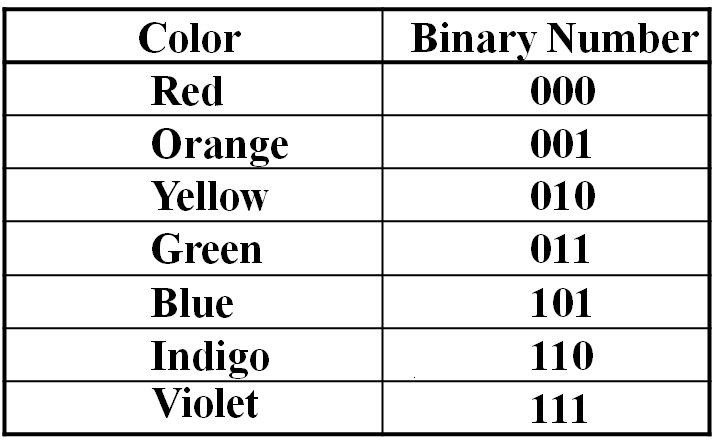 Color Binary Number
Red 000
Orange 001
Yellow 010
Green 011
Blue 101
Indigo 110
Violet 111